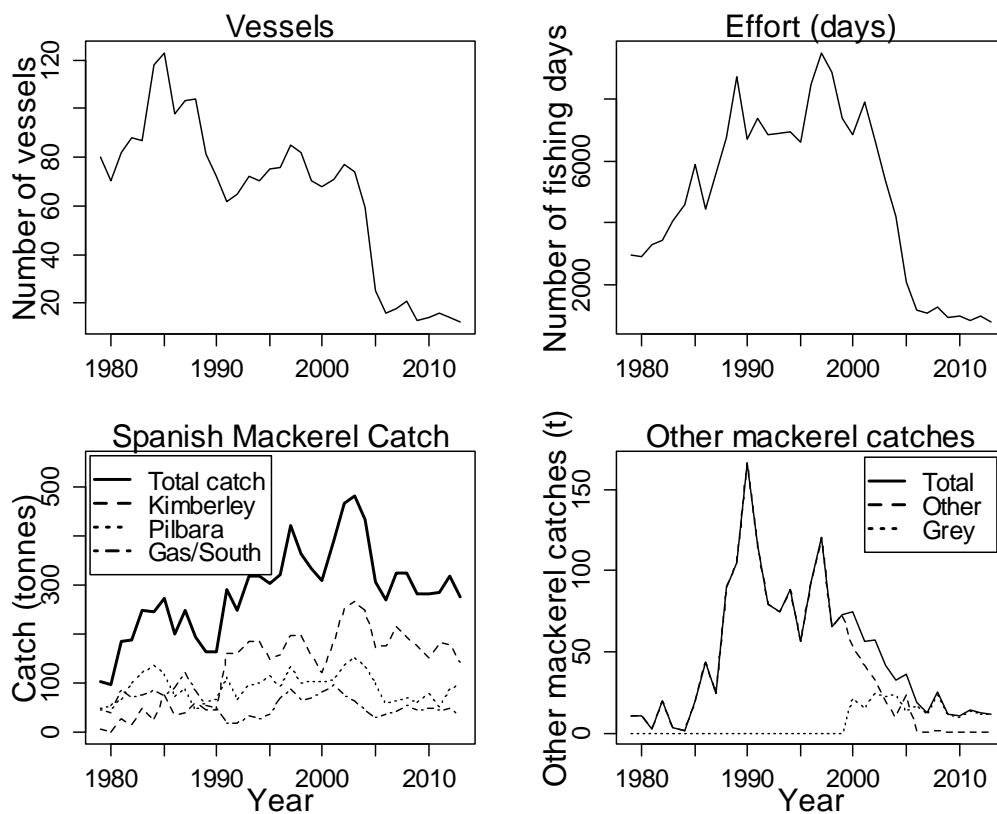 Vessels
Number of vessels
20 40 60 80 120
1980 1990 2000 2010
Effort (days)
Number of fishing days
2000 6000
1980 1990 2000 2010
Spanish Mackerel Catch
Catch (tonnes)
0 100 300 500
Total catch
Kimberley
Pilbara
Gas/South
1980 1990 2000 2010
Year
Other mackerel catches
Other mackerel catches (t)
0 50 100 150
Total
Other
Grey
1980 1990 2000 2010
Year